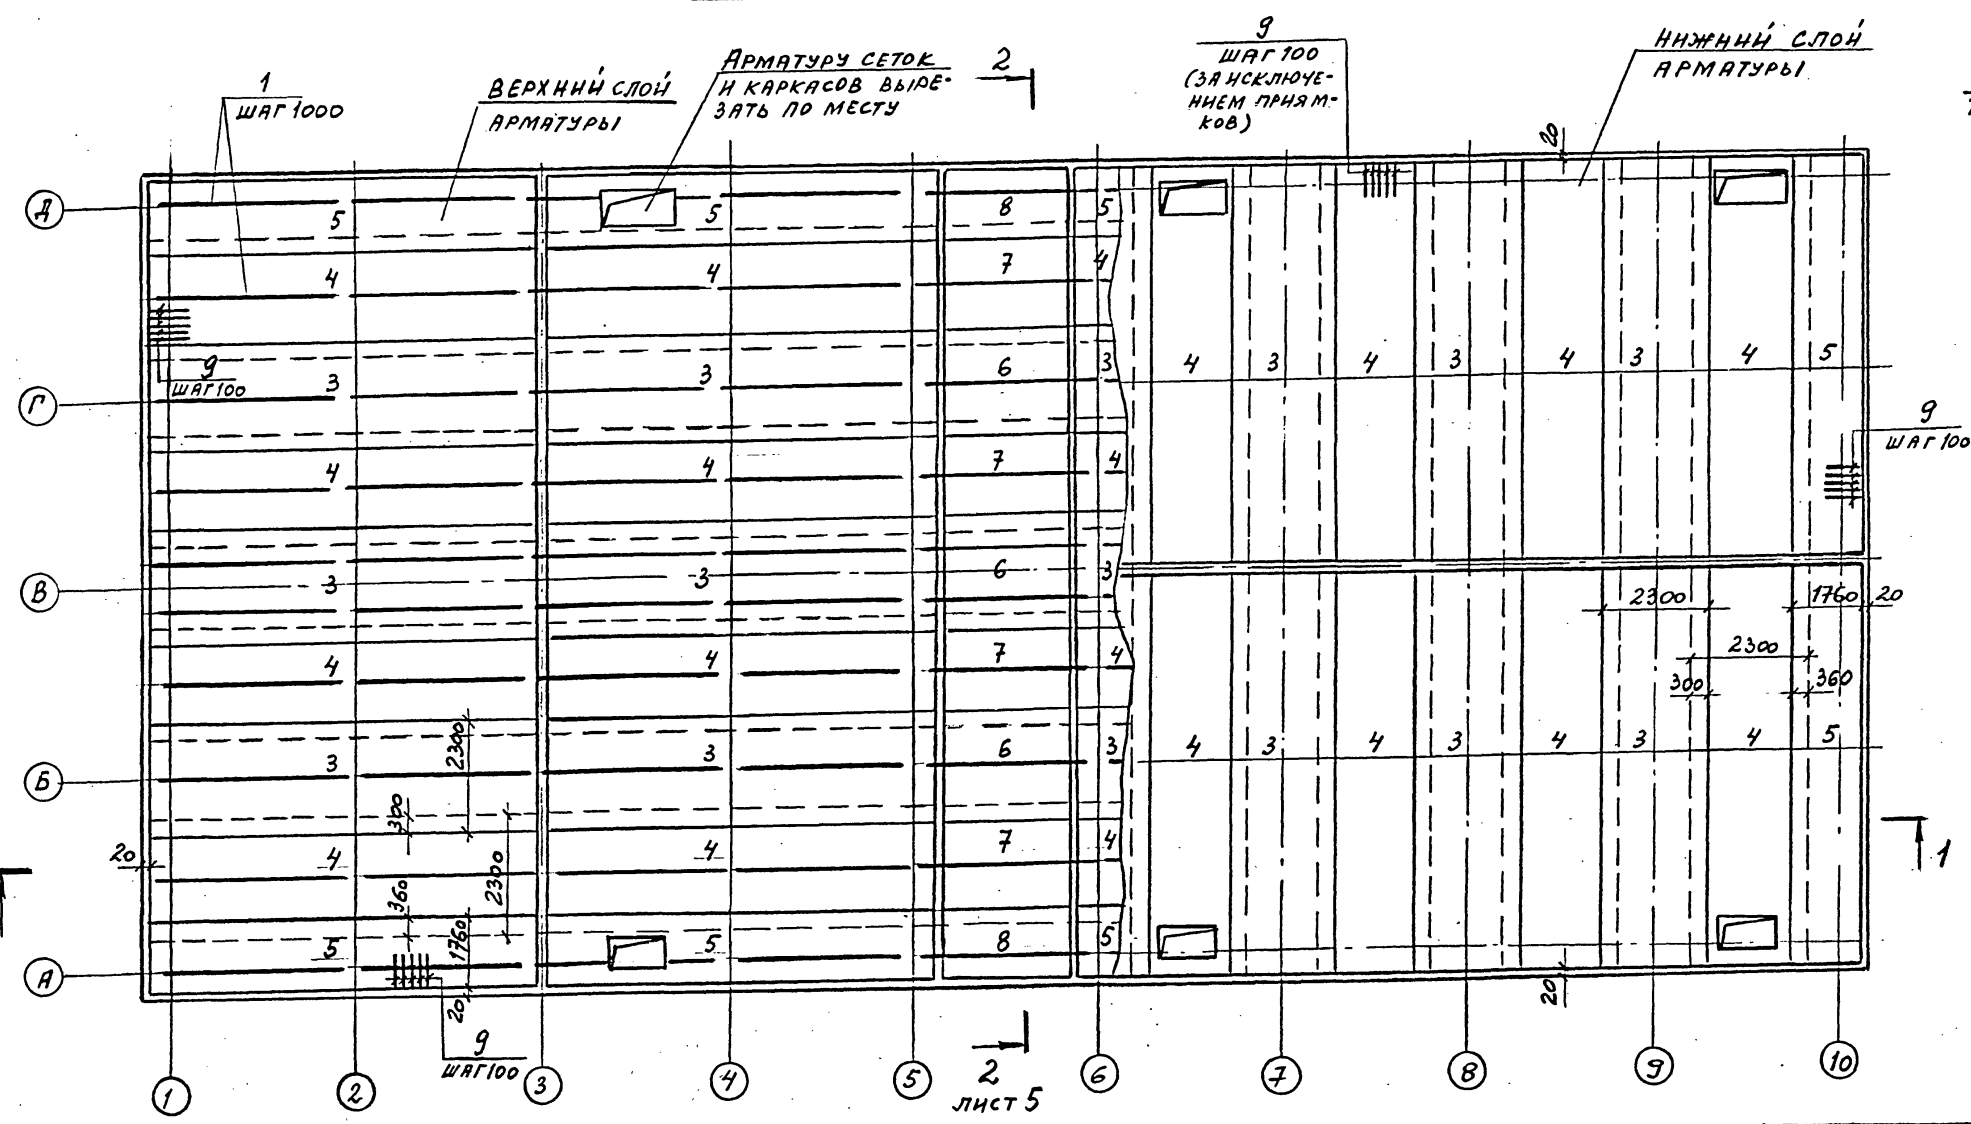 1
ШАГ 1000
ВЕРХНИЙ СЛОЙ
АРМАТУРЫ
АРМАТУРУ СЕТОК
И КАРКАСОВ ВЫРЕ-
ЗАТЬ ПО МЕСТУ
2
9
ШАГ 100
(ЗА ИСКЛЮЧЕ-
НИЕМ ПРИЯМ-
КОВ)
20
НИЖНИЙ СЛОЙ
АРМАТУРЫ
Д
5 5 8 5
4 4 7 4
9
ШАГ 100
Г
3 3 6 3 4 3 4 3 4 3 4 5
4 4 7 4
9
ШАГ 100
В
3 3 6 3
2300 1760 20
4 4 7 4
2300
300 360
Б
3 3 6 3 4 3 4 3 4 3 4 5
2300
300
20
4 4 7 4
1
360
2300
1760
А
5 5 8 5
20
20
9
ШАГ 100
2
ЛИСТ 5
1 2 3 4 5 6 7 8 9 10